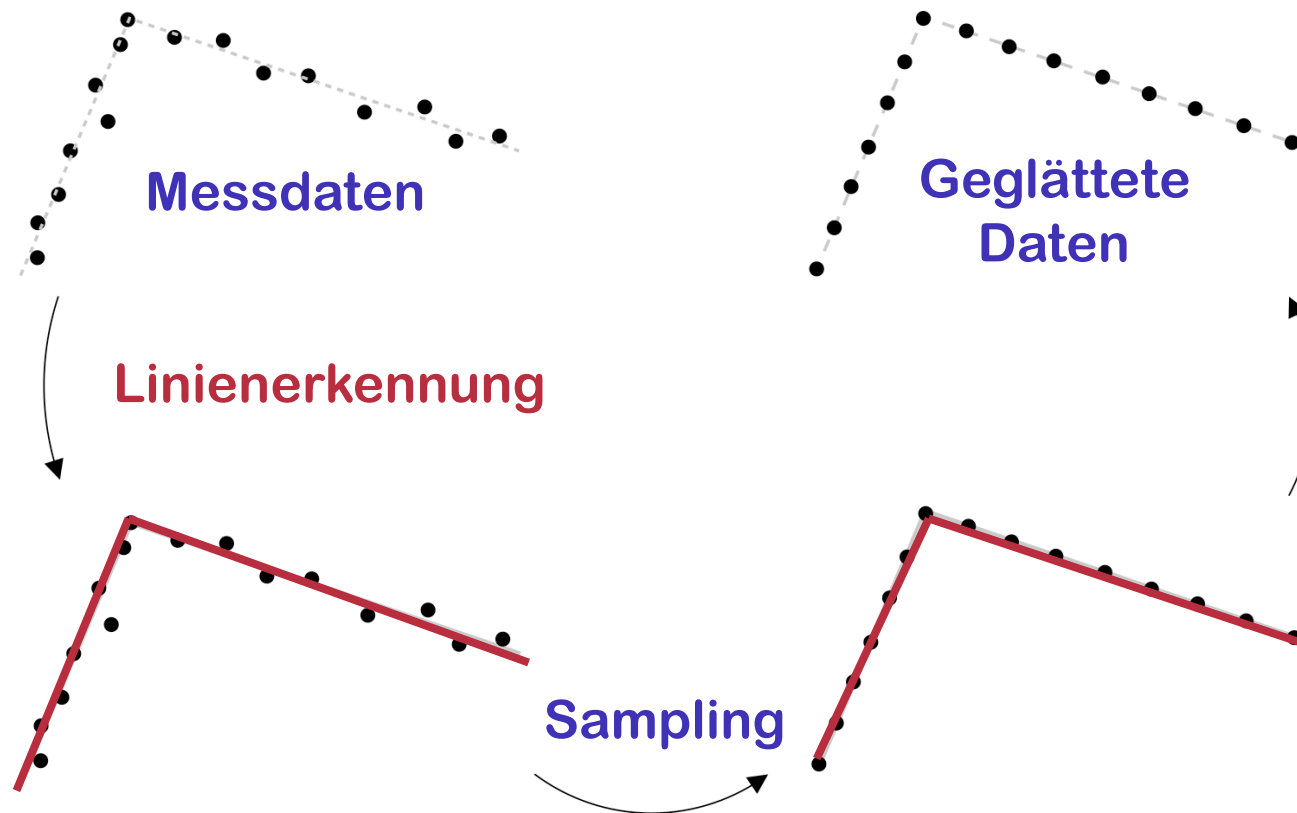 Messdaten
Geglättete
Daten
Linienerkennung
Sampling